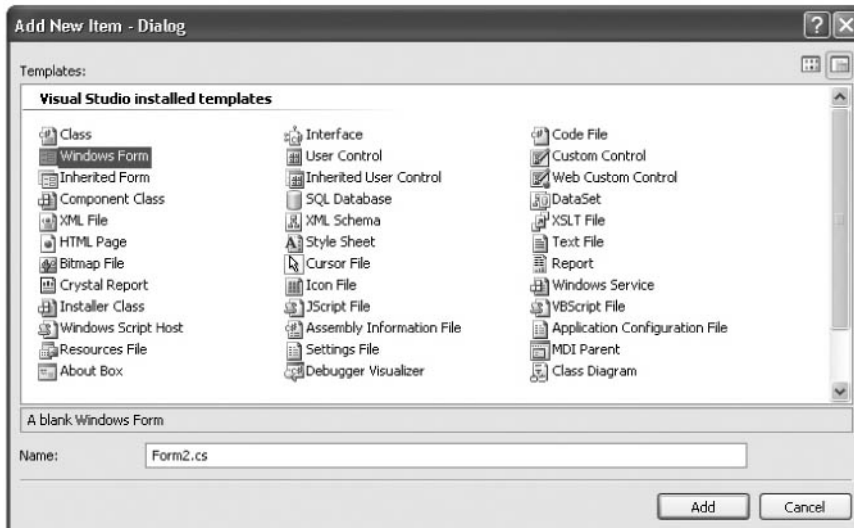 Add New Item - Dialog
Templates:
Visual Studio installed templates
Class Interface Code File
Windows Form User Control Custom Control
Inherited Form Inherited User Control Web Custom Control
Component Class SQL Database DataSet
XML File XML Schema XSLT File
HTML Page Style Sheet Text File
Bitmap File Cursor File Report
Crystal Report Icon File Windows Service
Installer Class JScript File VBScript File
Windows Script Host Assembly Information File Application Configuration File
Resources File Settings File MDI Parent
About Box Debugger Visualizer Class Diagram
A blank Windows Form
Name: Form2.cs
Add Cancel